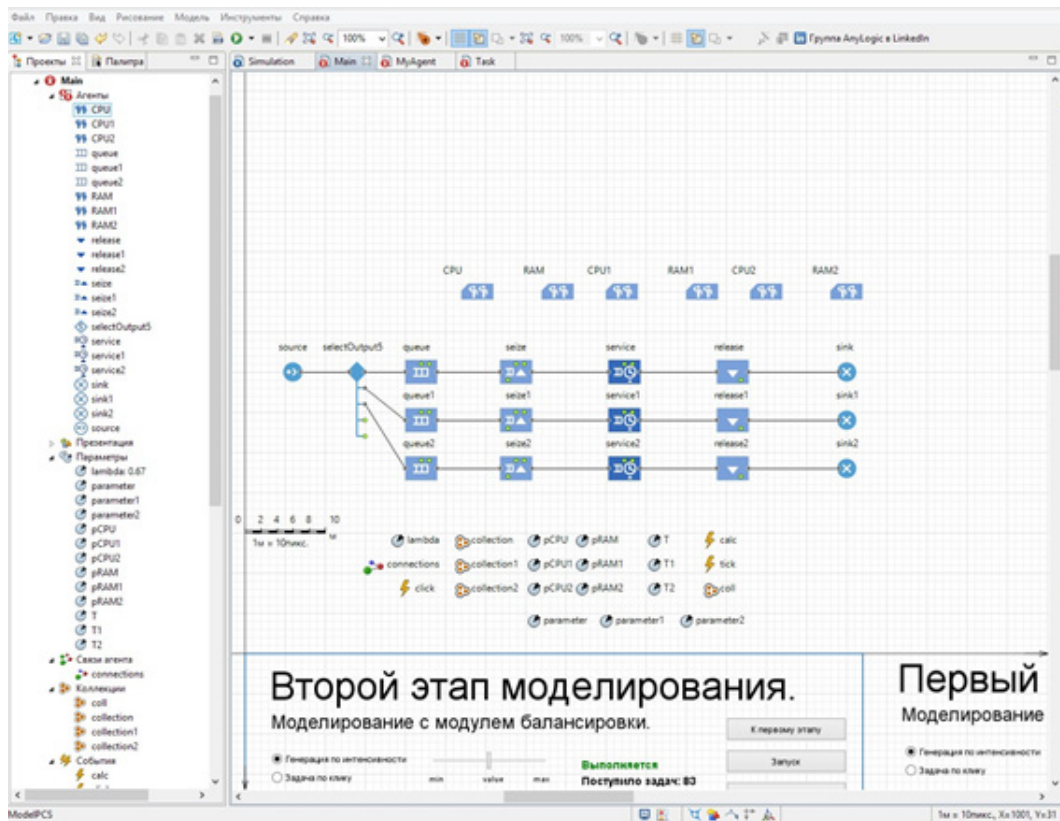 Файл Правка Вид Рисование Модель Инструменты Справка
100% 100% Группа AnyLogic в LinkedIn
Проекты Палитра Simulation Main MyAgent Task
Main
Агенты
CPU
CPU1
CPU2
queue
queue1
queue2
RAM
RAM1
RAM2
release
release1
release2
seize
seize1
seize2
selectOutput5
service
service1
service2
sink
sink1
sink2
source
Презентация
Параметры
lambda: 0.67
parameter
parameter1
parameter2
pCPU
pCPU1
pCPU2
pRAM
pRAM1
pRAM2
T
T1
T2
Связи агента
connections
Коллекции
coll
collection
collection1
collection2
События
calc
CPU RAM CPU1 RAM1 CPU2 RAM2
source selectOutput5 queue seize service release sink
queue1 seize1 service1 release1 sink1
queue2 seize2 service2 release2 sink2
0 2 4 6 8 10
м
1м = 10пикс.
lambda collection pCPU pRAM T calc
connections collection1 pCPU1 pRAM1 T1 tick
click collection2 pCPU2 pRAM2 T2 coll
parameter parameter1 parameter2
Второй этап моделирования.
Моделирование с модулем балансировки.
К первому этапу
Генерация по интенсивности
Задача по клику
min value max
Выполняется
Поступило задач: 83
Запуск
Первый
Моделирование
Генерация по интенсивности
Задача по клику
ModelPCS
1м = 10пикс., X=1001, Y=31